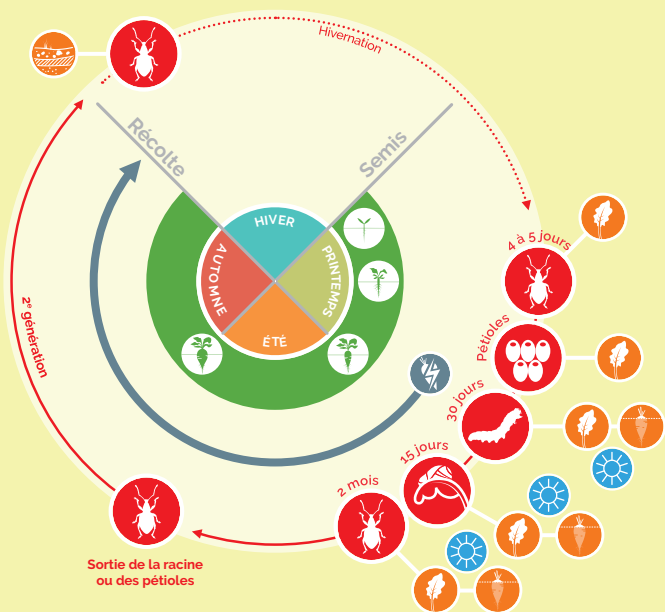 Hivernation
Récolte
Semis
HIVER
PRINTEMPS
ÉTÉ
AUTOMNE
4 à 5 jours
Pétioles
30 jours
15 jours
2 mois
Sortie de la racine
ou des pétioles
2e génération